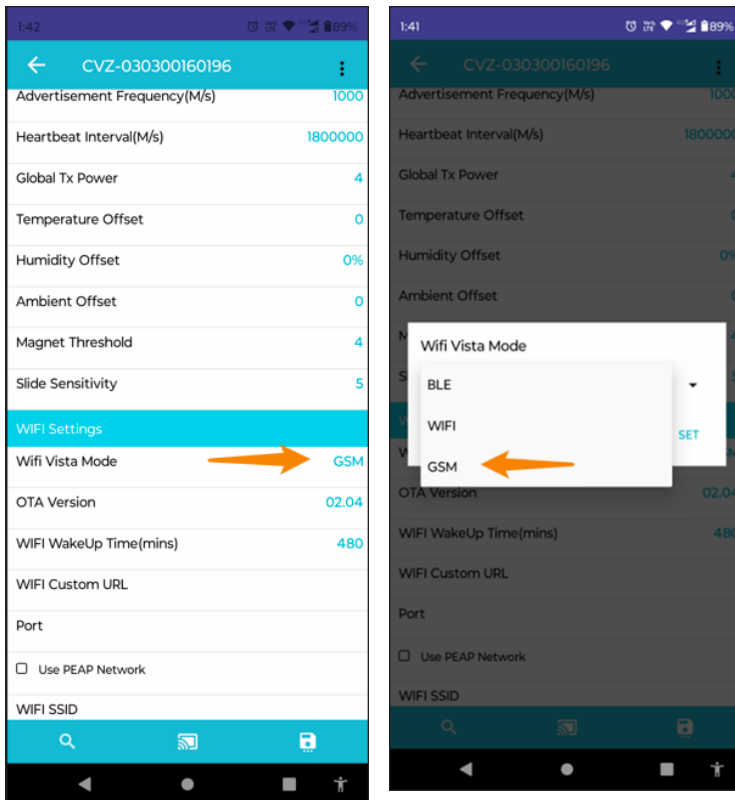 1:42
89%
CVZ-030300160196
Advertisement Frequency(M/s) 1000
Heartbeat Interval(M/s) 1800000
Global Tx Power 4
Temperature Offset 0
Humidity Offset 0%
Ambient Offset 0
Magnet Threshold 4
Slide Sensitivity 5
WIFI Settings
Wifi Vista Mode GSM
OTA Version 02.04
WIFI WakeUp Time(mins) 480
WIFI Custom URL
Port
Use PEAP Network
WIFI SSID
1:41
89%
CVZ-030300160196
Advertisement Frequency(M/s) 1000
Heartbeat Interval(M/s) 1800000
Global Tx Power
Temperature Offset
Humidity Offset 0%
Ambient Offset
Wifi Vista Mode
BLE
WIFI
GSM
SET
OTA Version 02.04
WIFI WakeUp Time(mins) 480
WIFI Custom URL
Port
Use PEAP Network
WIFI SSID